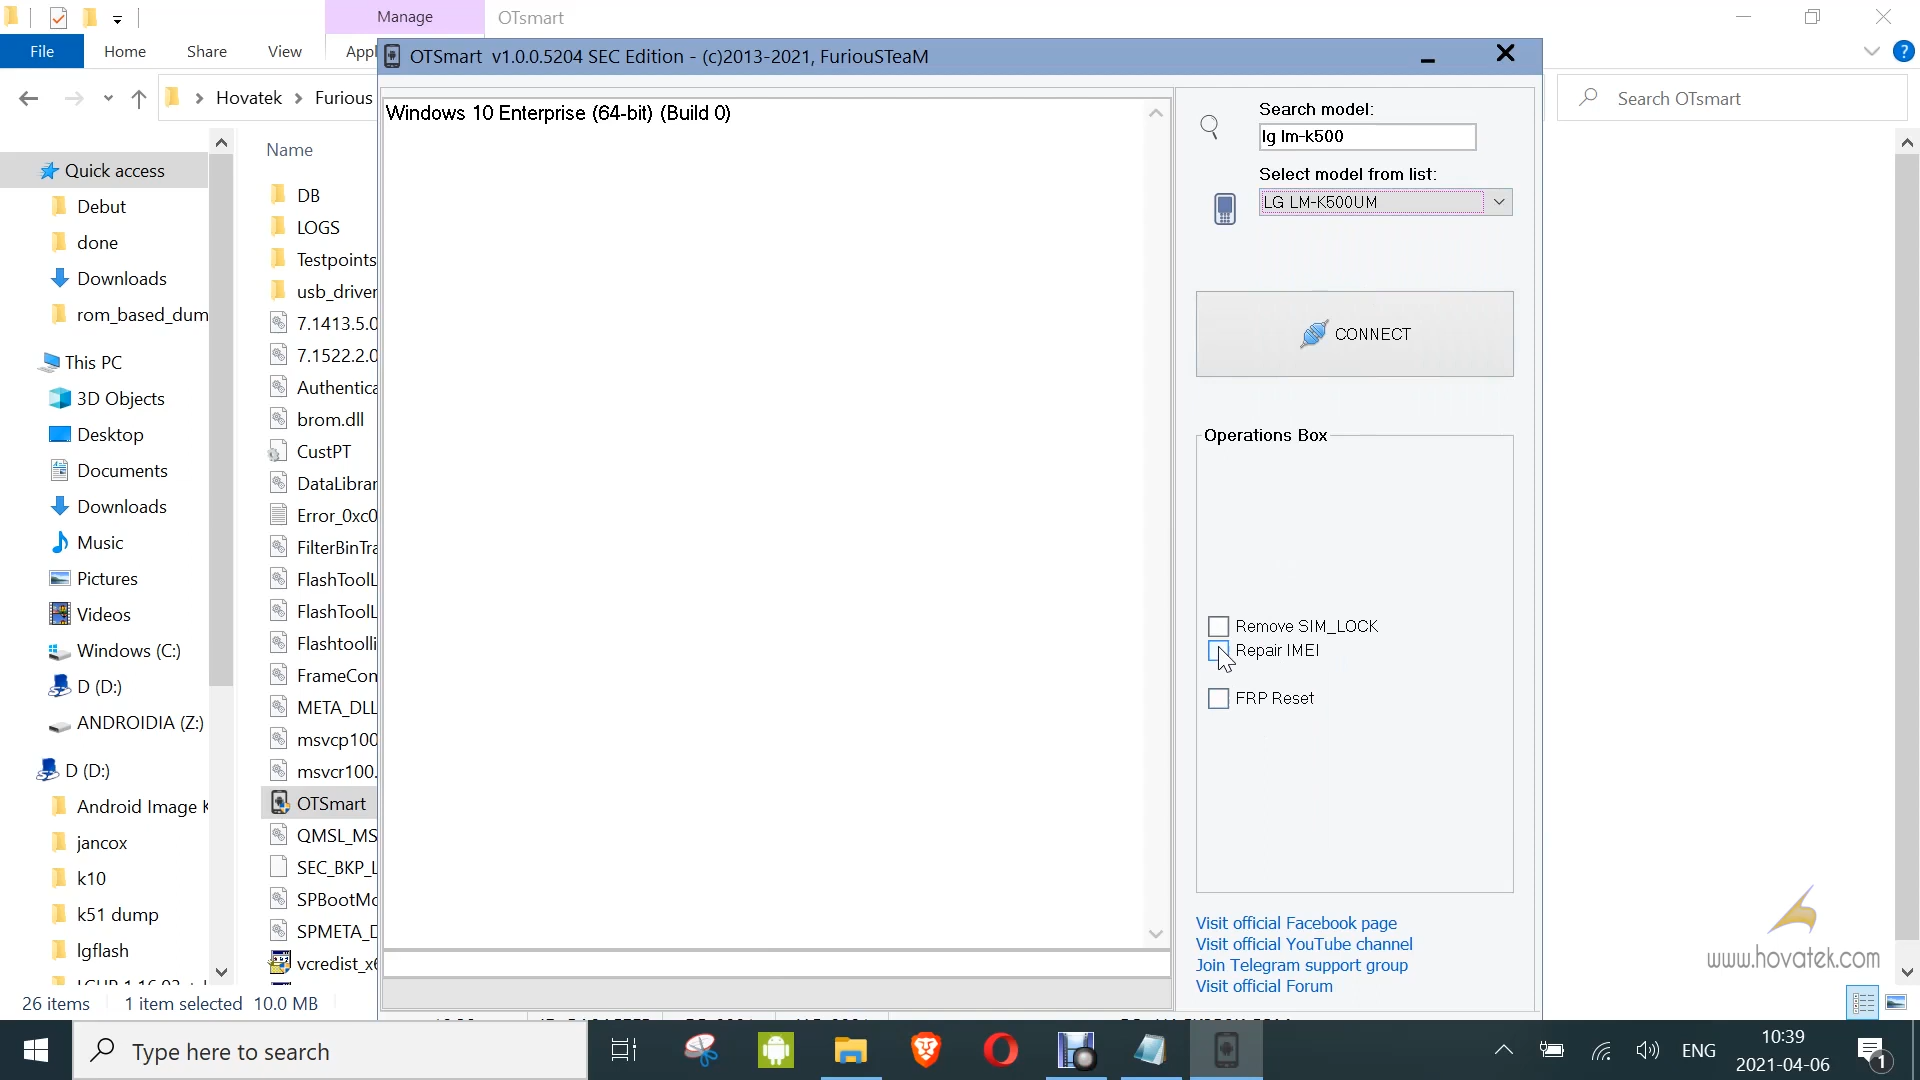 Manage
OTsmart
File
Home
Share
View
Appl
OTSmart v1.0.0.5204 SEC Edition - (c)2013-2021, FuriouSTeaM
Hovatek
Furious
Search OTsmart
Name
Quick access
Debut
done
Downloads
rom_based_dum
This PC
3D Objects
Desktop
Documents
Downloads
Music
Pictures
Videos
Windows (C:)
D (D:)
ANDROIDIA (Z:)
D (D:)
Android Image K
jancox
k10
k51 dump
lgflash
DB
LOGS
Testpoints
usb_driver
7.1413.5.0
7.1522.2.0
Authentica
brom.dll
CustPT
DataLibrar
Error_0xc0
FilterBinTra
FlashToolL
FlashToolL
Flashtoolli
FrameCon
META_DLL
msvcp100
msvcr100.
OTSmart
QMSL_MS
SEC_BKP_L
SPBootMo
SPMETA_D
vcredist_x6
Windows 10 Enterprise (64-bit) (Build 0)
Search model:
lg lm-k500
Select model from list:
LG LM-K500UM
CONNECT
Operations Box
Remove SIM_LOCK
Repair IMEI
FRP Reset
Visit official Facebook page
Visit official YouTube channel
Join Telegram support group
Visit official Forum
www.hovatek.com
26 items
1 item selected 10.0 MB
Type here to search
ENG
10:39
2021-04-06
1